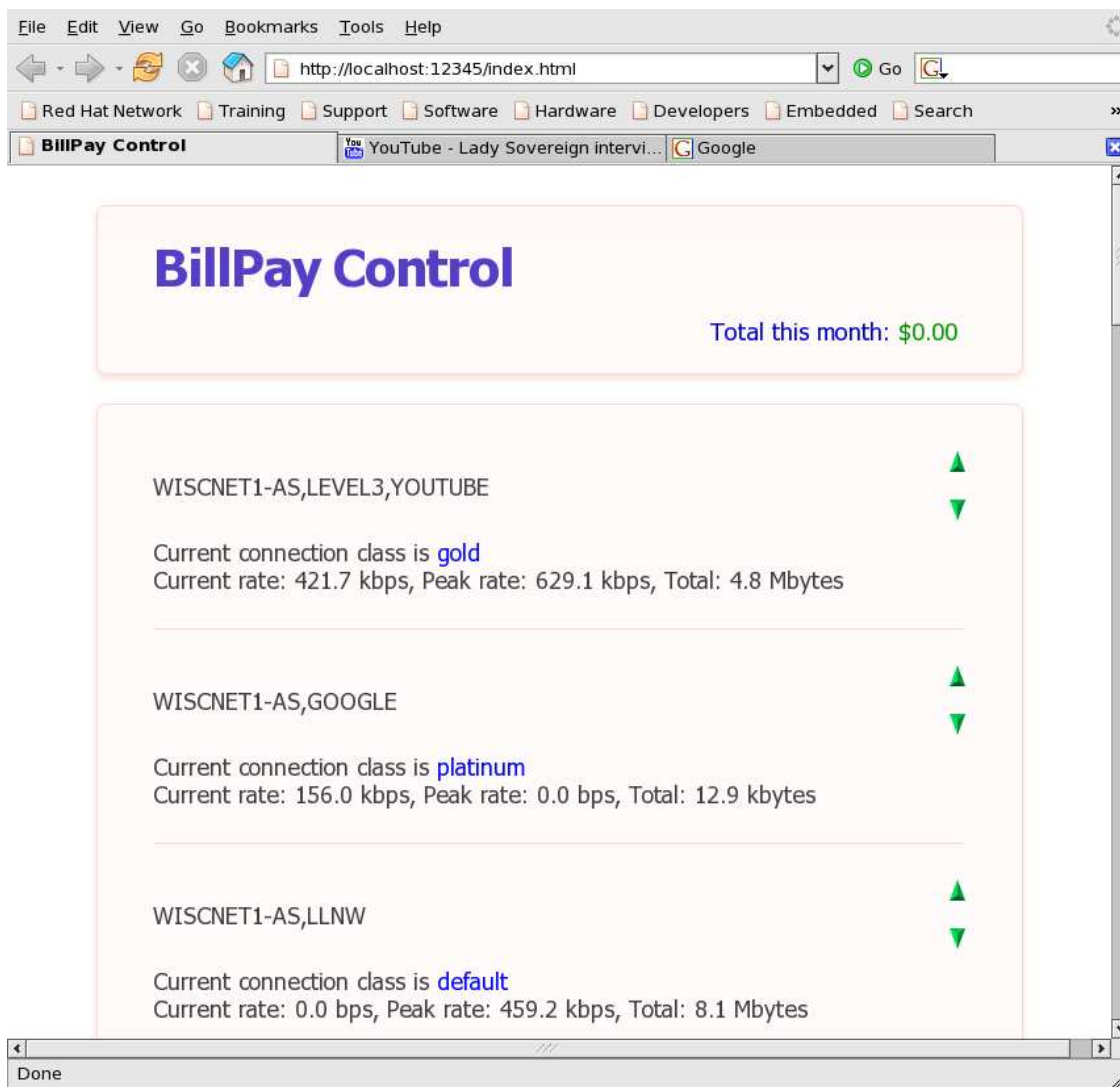 File Edit View Go Bookmarks Tools Help
http://localhost:12345/index.html Go G
Red Hat Network Training Support Software Hardware Developers Embedded Search »
BillPay Control You Tube YouTube - Lady Sovereign intervi... G Google
BillPay Control
Total this month: $0.00
WISCNET1-AS,LEVEL3,YOUTUBE
Current connection class is gold
Current rate: 421.7 kbps, Peak rate: 629.1 kbps, Total: 4.8 Mbytes
WISCNET1-AS,GOOGLE
Current connection class is platinum
Current rate: 156.0 kbps, Peak rate: 0.0 bps, Total: 12.9 kbytes
WISCNET1-AS,LLNW
Current connection class is default
Current rate: 0.0 bps, Peak rate: 459.2 kbps, Total: 8.1 Mbytes
Done